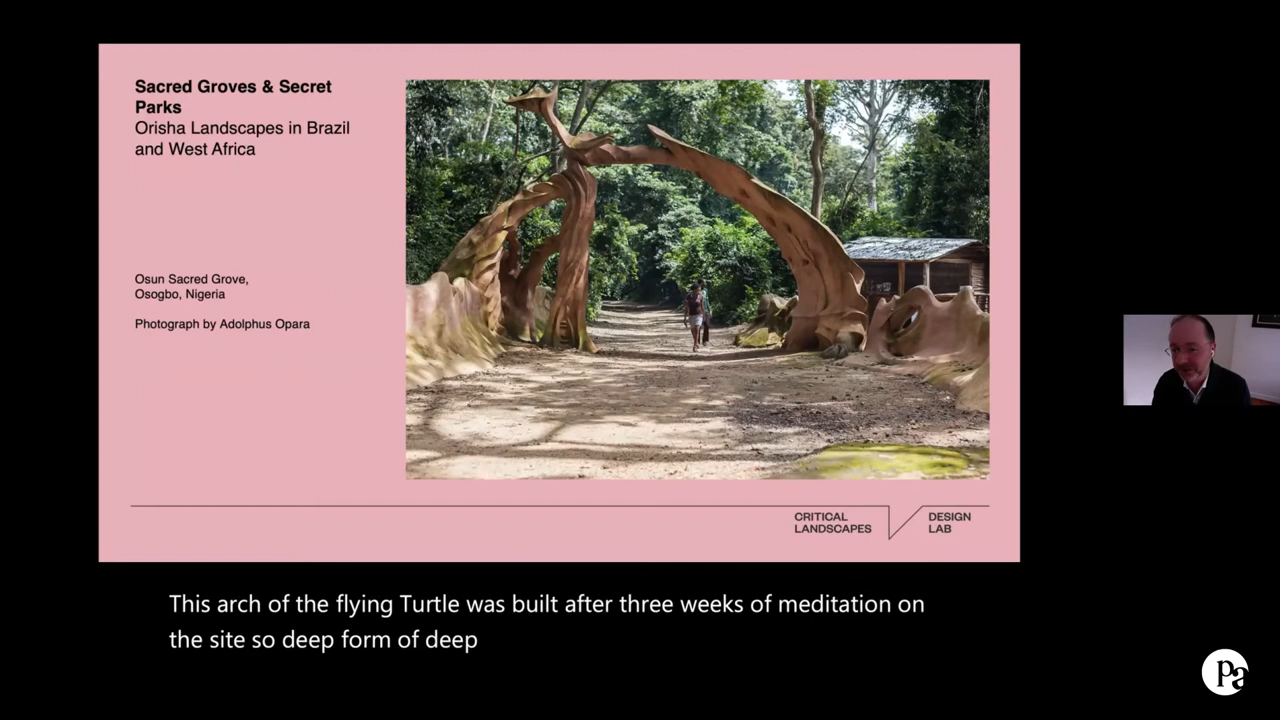 Sacred Groves & Secret
Parks
Orisha Landscapes in Brazil
and West Africa
Osun Sacred Grove,
Osogbo, Nigeria
Photograph by Adolphus Opara
CRITICAL
LANDSCAPES
DESIGN
LAB
This arch of the flying Turtle was built after three weeks of meditation on
the site so deep form of deep
pa